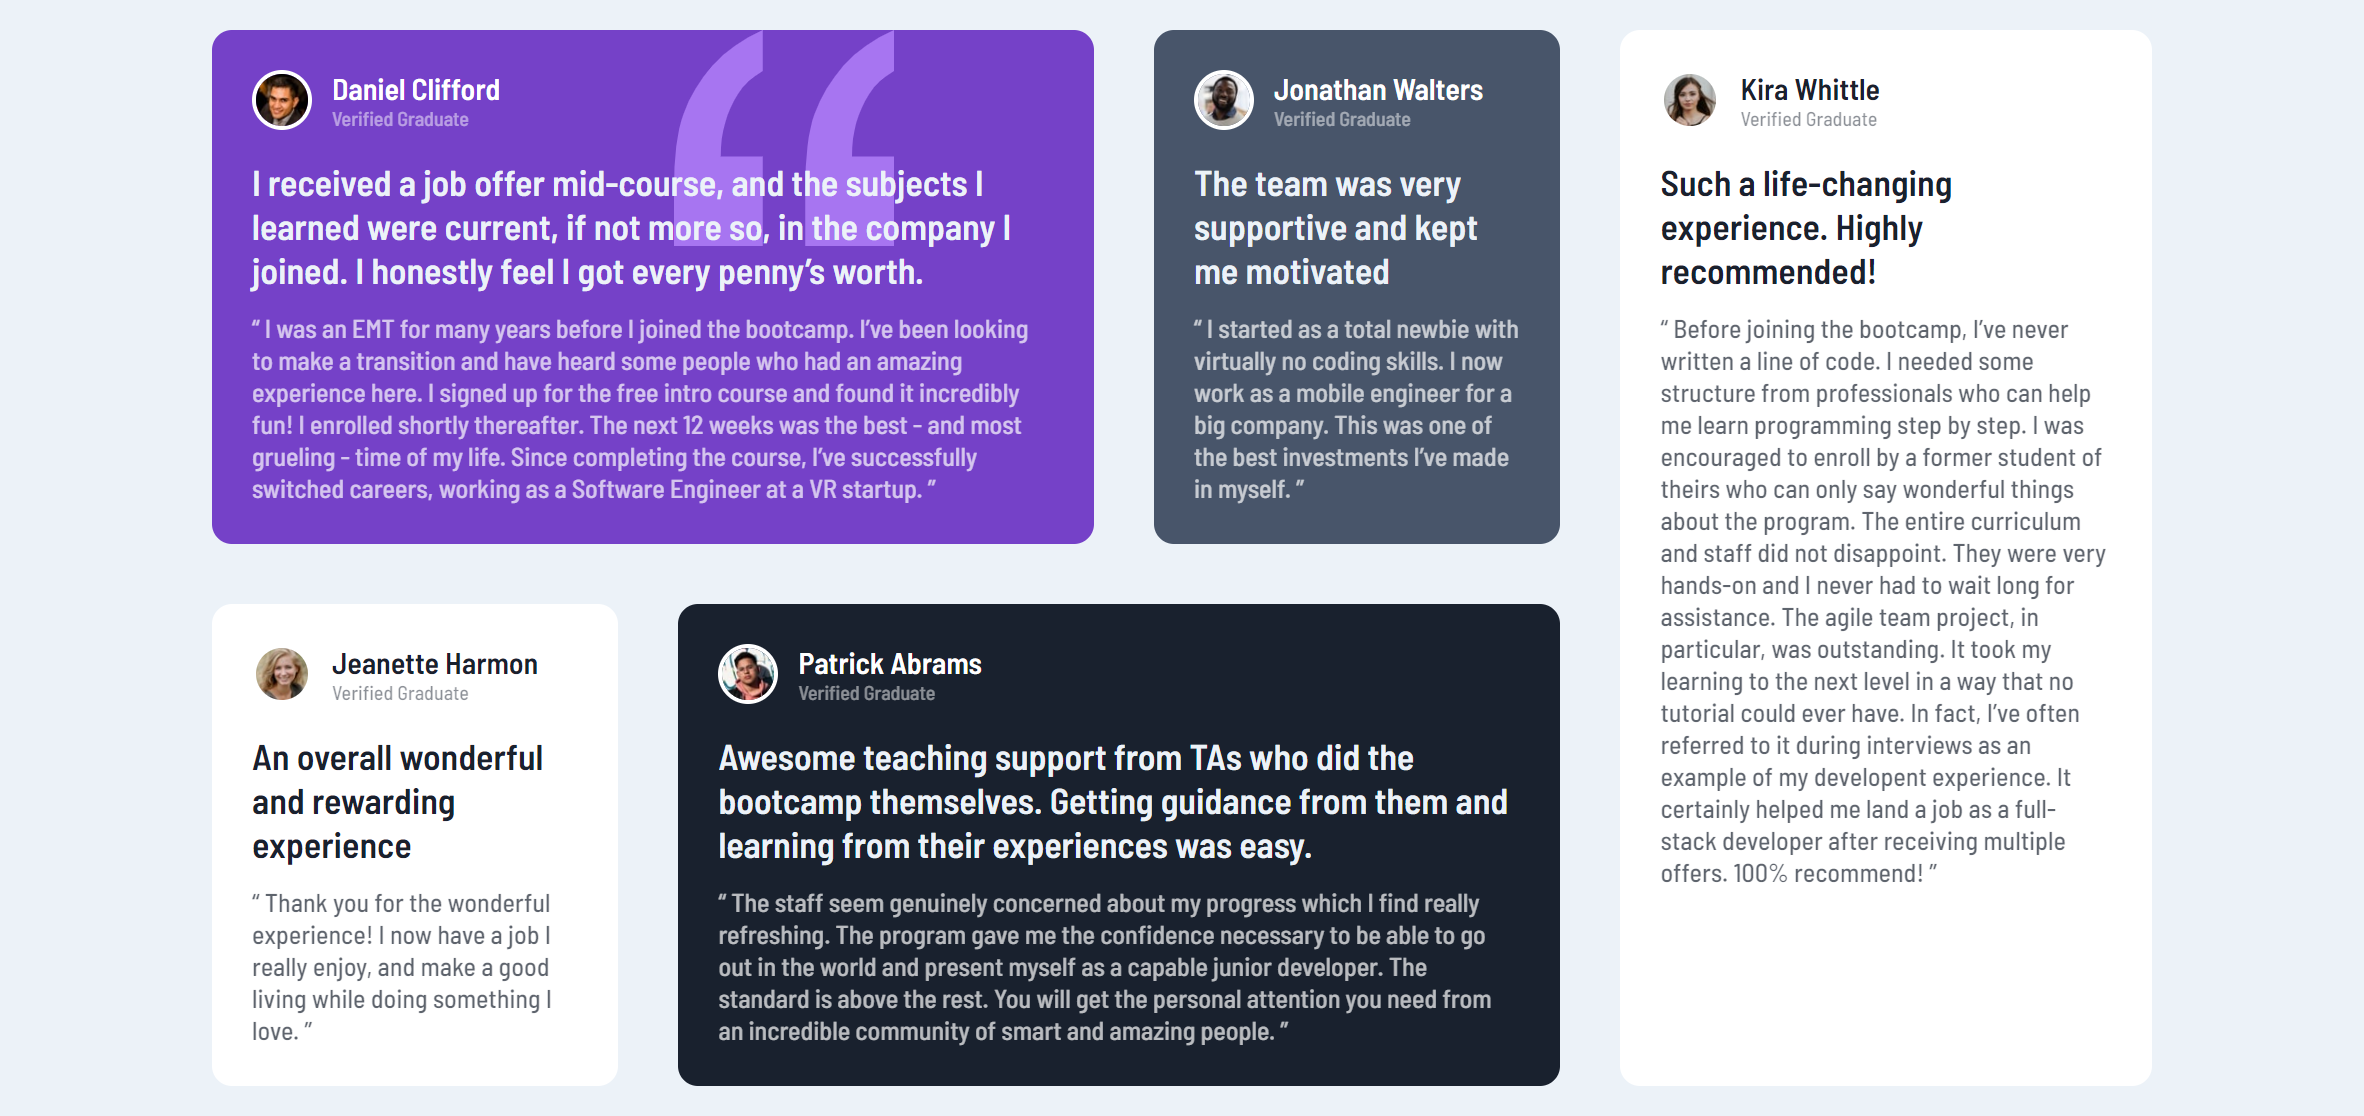 Daniel Clifford
Verified Graduate
I received a job offer mid-course, and the subjects I
learned were current, if not more so, in the company I
joined. I honestly feel I got every penny’s worth.
“ I was an EMT for many years before I joined the bootcamp. I’ve been looking
to make a transition and have heard some people who had an amazing
experience here. I signed up for the free intro course and found it incredibly
fun! I enrolled shortly thereafter. The next 12 weeks was the best - and most
grueling - time of my life. Since completing the course, I’ve successfully
switched careers, working as a Software Engineer at a VR startup. ”
Jonathan Walters
Verified Graduate
The team was very
supportive and kept
me motivated
“ I started as a total newbie with
virtually no coding skills. I now
work as a mobile engineer for a
big company. This was one of
the best investments I’ve made
in myself. ”
Kira Whittle
Verified Graduate
Such a life-changing
experience. Highly
recommended!
“ Before joining the bootcamp, I’ve never
written a line of code. I needed some
structure from professionals who can help
me learn programming step by step. I was
encouraged to enroll by a former student of
theirs who can only say wonderful things
about the program. The entire curriculum
and staff did not disappoint. They were very
hands-on and I never had to wait long for
assistance. The agile team project, in
particular, was outstanding. It took my
learning to the next level in a way that no
tutorial could ever have. In fact, I’ve often
referred to it during interviews as an
example of my developent experience. It
certainly helped me land a job as a full-
stack developer after receiving multiple
offers. 100% recommend! ”
Jeanette Harmon
Verified Graduate
An overall wonderful
and rewarding
experience
“ Thank you for the wonderful
experience! I now have a job I
really enjoy, and make a good
living while doing something I
love. ”
Patrick Abrams
Verified Graduate
Awesome teaching support from TAs who did the
bootcamp themselves. Getting guidance from them and
learning from their experiences was easy.
“ The staff seem genuinely concerned about my progress which I find really
refreshing. The program gave me the confidence necessary to be able to go
out in the world and present myself as a capable junior developer. The
standard is above the rest. You will get the personal attention you need from
an incredible community of smart and amazing people. ”